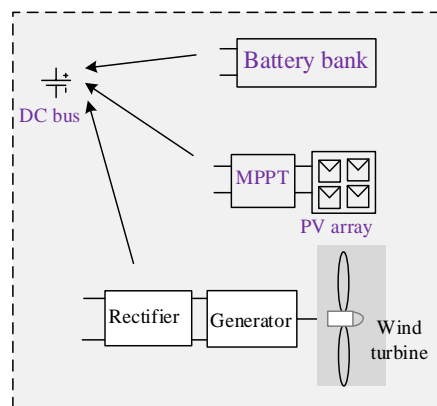 Battery bank
DC bus
MPPT
PV array
Rectifier
Generator
Wind
turbine